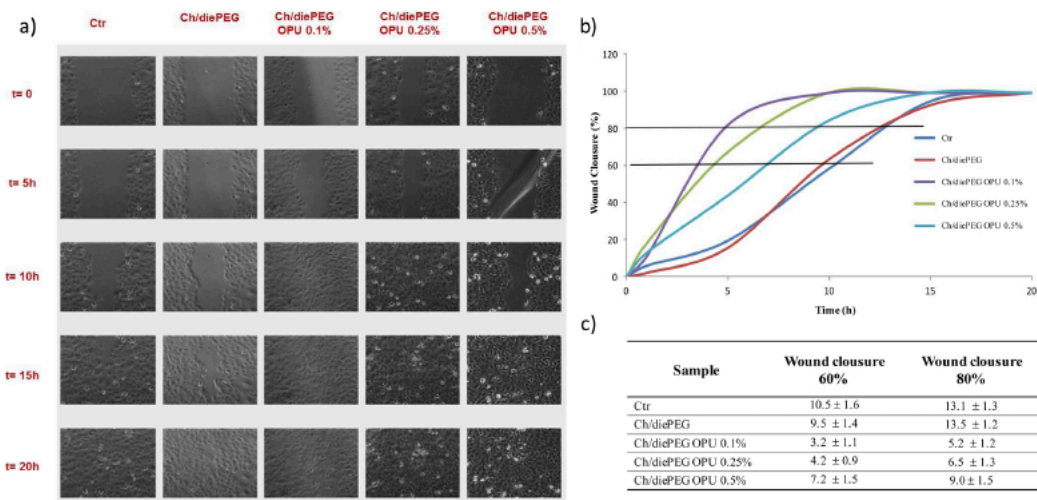 a)
Ctr
Ch/diePEG
Ch/diePEG
OPU 0.1%
Ch/diePEG
OPU 0.25%
Ch/diePEG
OPU 0.5%
t= 0
t= 5h
t= 10h
t= 15h
t= 20h
b)
120
100
80
60
40
20
0
Wound Clousure (%)
0 5 10 15 20
Time (h)
Ctr
Ch/diePEG
Ch/diePEG OPU 0.1%
Ch/diePEG OPU 0.25%
Ch/diePEG OPU 0.5%
c)
Sample Wound clousure 60% Wound clousure 80%
Ctr 10.5 ± 1.6 13.1 ± 1.3
Ch/diePEG 9.5 ± 1.4 13.5 ± 1.2
Ch/diePEG OPU 0.1% 3.2 ± 1.1 5.2 ± 1.2
Ch/diePEG OPU 0.25% 4.2 ± 0.9 6.5 ± 1.3
Ch/diePEG OPU 0.5% 7.2 ± 1.5 9.0 ± 1.5